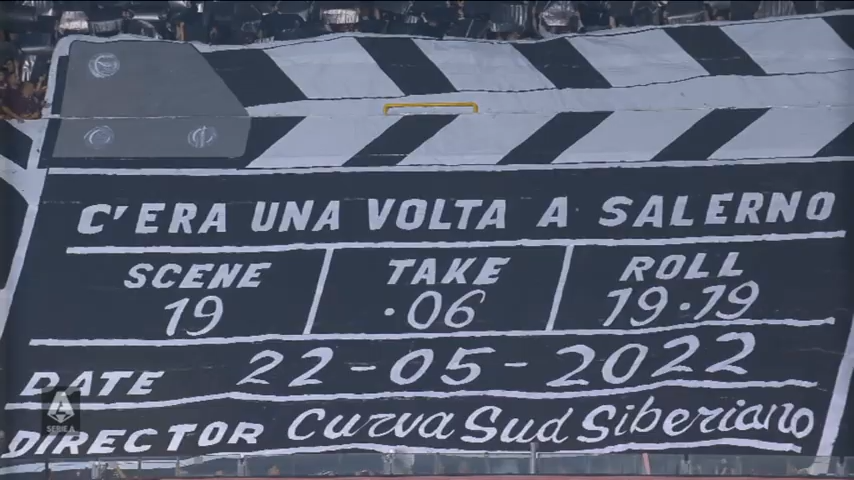 C'ERA UNA VOLTA A SALERNO
SCENE TAKE ROLL
19 .06 19.19
DATE 22-05-2022
DIRECTOR Curva Sud Siberiano
SERIE A